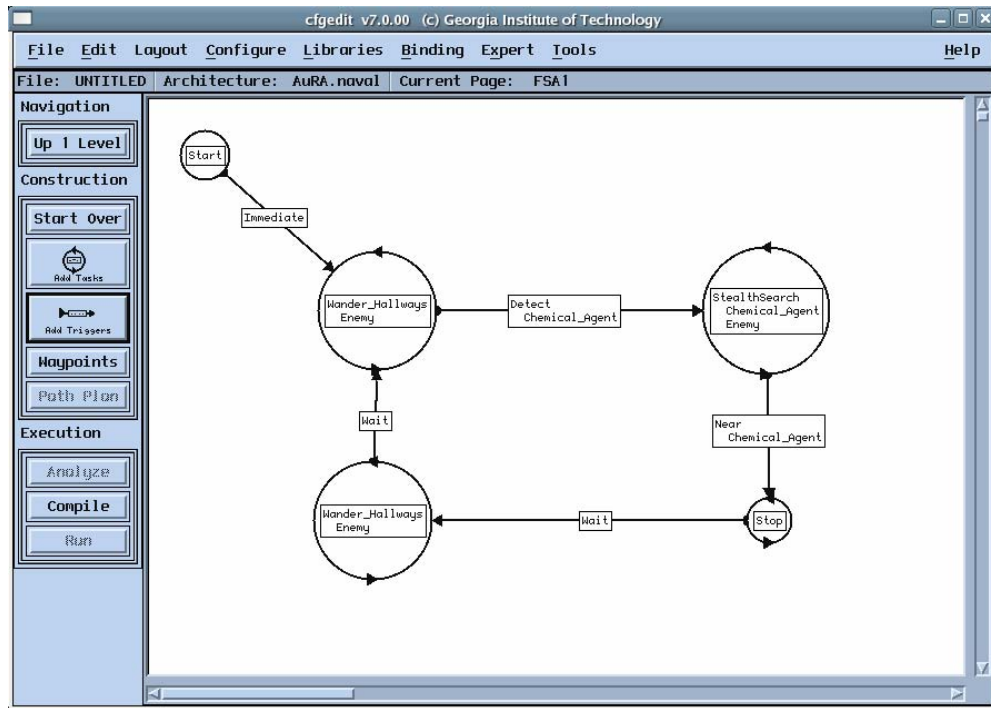 cfgedit v7.0.00 (c) Georgia Institute of Technology
File Edit Layout Configure Libraries Binding Expert Tools Help
File: UNTITLED Architecture: AuRA.naval Current Page: FSA1
Navigation
Up 1 Level
Construction
Start Over
Add Tasks
Add Triggers
Waypoints
Path Plan
Execution
Analyze
Compile
Run
Start
Immediate
Wander_Hallways
Enemy
Detect
Chemical_Agent
StealthSearch
Chemical_Agent
Enemy
Wait
Near
Chemical_Agent
Wander_Hallways
Enemy
Wait
Stop